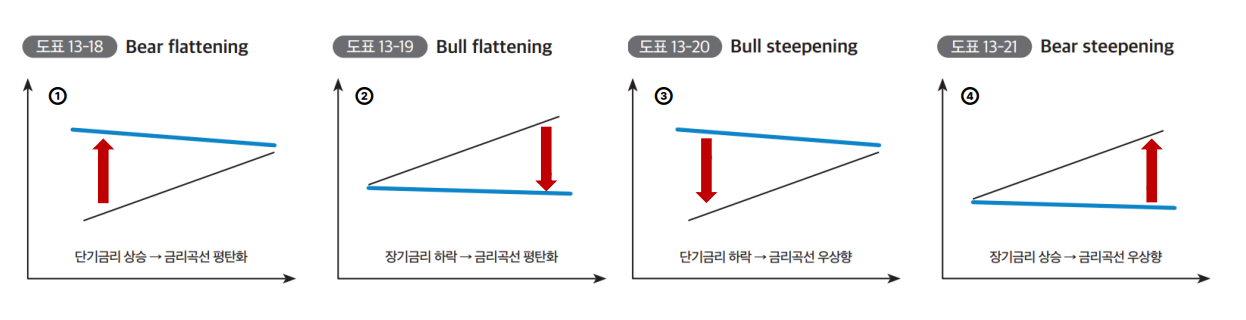 도표 13-18 Bear flattening
①
단기금리 상승 → 금리곡선 평탄화
도표 13-19 Bull flattening
②
장기금리 하락 → 금리곡선 평탄화
도표 13-20 Bull steepening
③
단기금리 하락 → 금리곡선 우상향
도표 13-21 Bear steepening
④
장기금리 상승 → 금리곡선 우상향